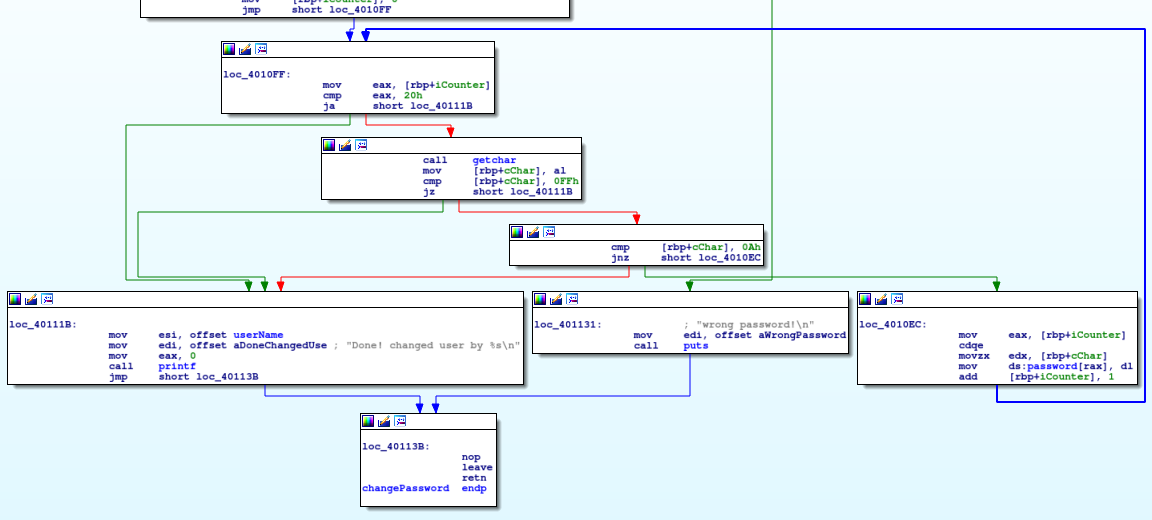 jmp short loc_4010FF
loc_4010FF:
mov eax, [rbp+iCounter]
cmp eax, 20h
ja short loc_40111B
call getchar
mov [rbp+cChar], al
cmp [rbp+cChar], 0FFh
jz short loc_40111B
cmp [rbp+cChar], 0Ah
jnz short loc_4010EC
loc_40111B:
mov esi, offset userName
mov edi, offset aDoneChangedUse ; "Done! changed user by %s\n"
mov eax, 0
call printf
jmp short loc_40113B
loc_401131: ; "wrong password!\n"
mov edi, offset aWrongPassword
call puts
loc_4010EC:
mov eax, [rbp+iCounter]
cdqe
movzx edx, [rbp+cChar]
mov ds:password[rax], dl
add [rbp+iCounter], 1
loc_40113B:
nop
leave
retn
changePassword endp